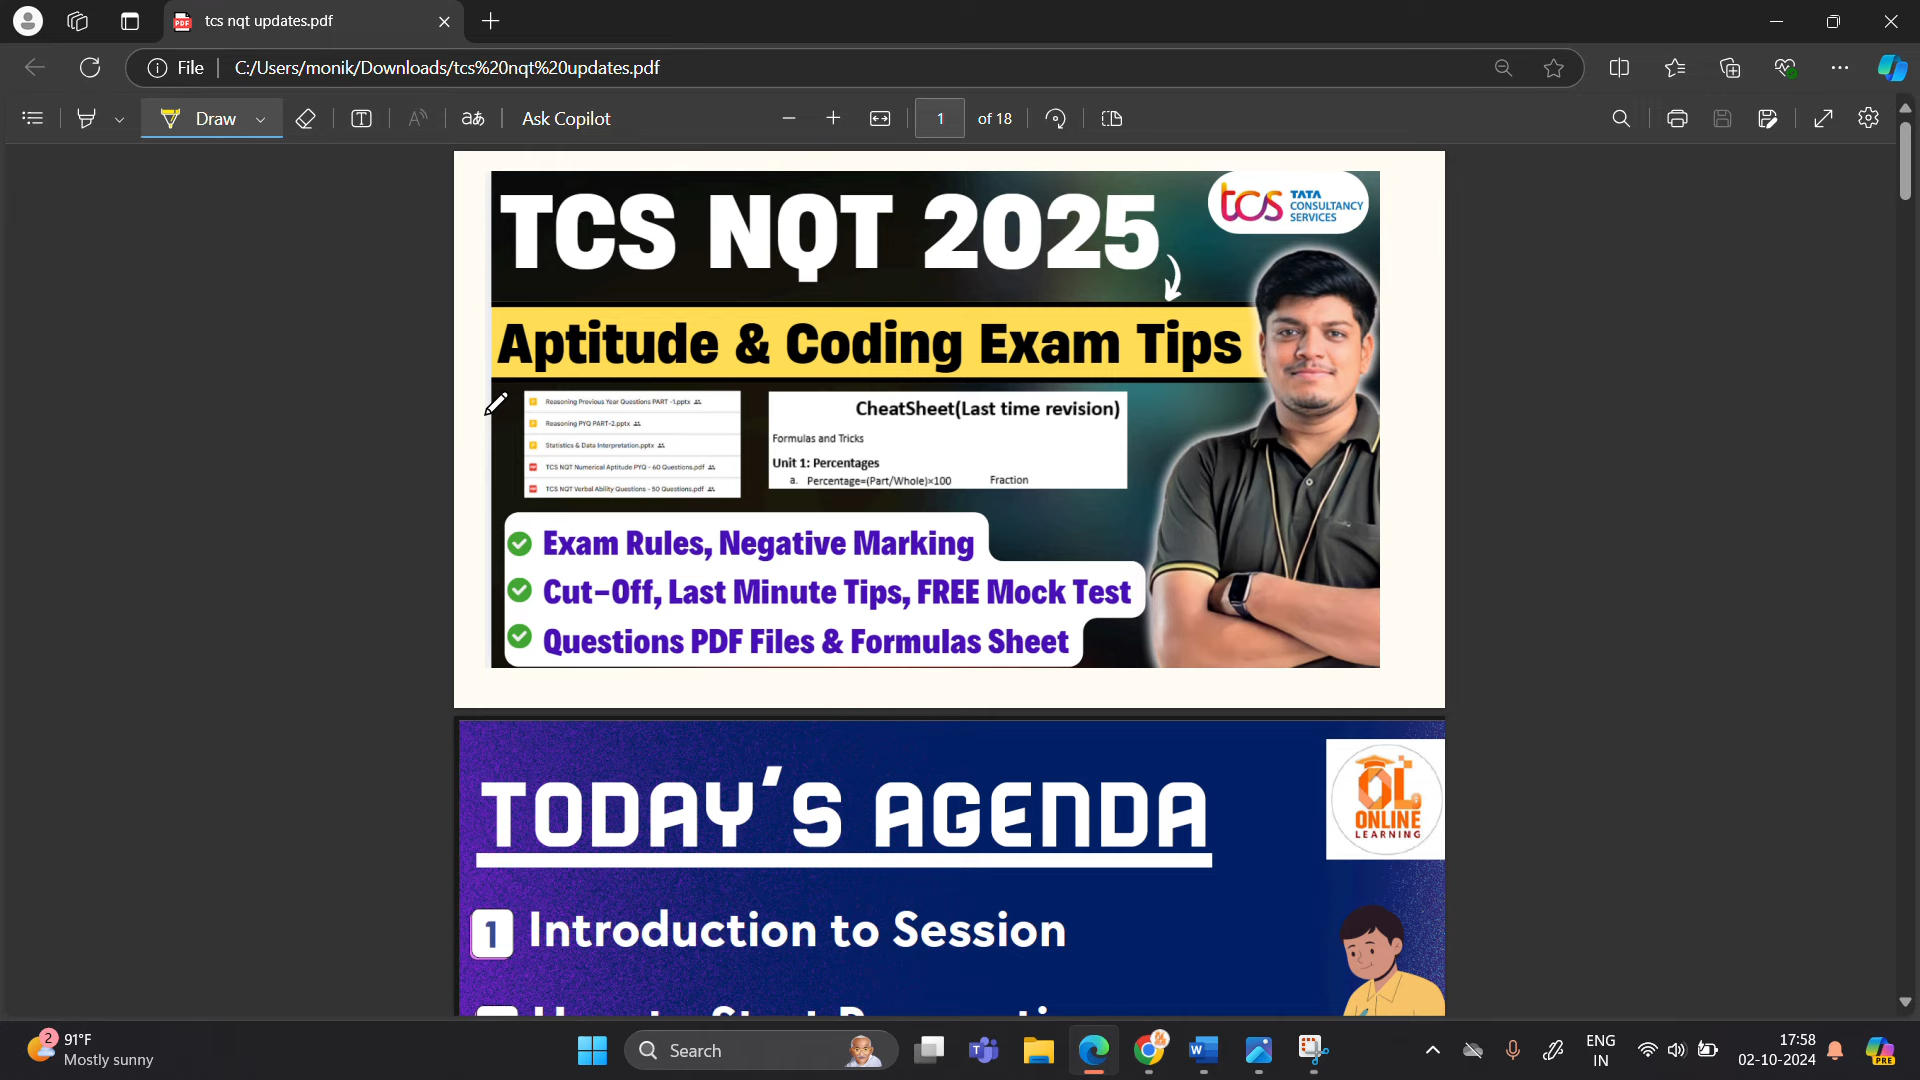 tcs nqt updates.pdf
File
C:/Users/monik/Downloads/tcs%20nqt%20updates.pdf
Draw
aあ
Ask Copilot
1
of 18
TCS NQT 2025
tcs TATA
CONSULTANCY
SERVICES
Aptitude & Coding Exam Tips
Reasoning Previous Year Questions PART -1.pptx
Reasoning PYQ PART-2.pptx
Statistics & Data Interpretation.pptx
TCS NQT Numerical Aptitude PYQ - 60 Questions.pdf
TCS NQT Verbal Ability Questions - 50 Questions.pdf
CheatSheet(Last time revision)
Formulas and Tricks
Unit 1: Percentages
a. Percentage=(Part/Whole)×100 Fraction
Exam Rules, Negative Marking
Cut-Off, Last Minute Tips, FREE Mock Test
Questions PDF Files & Formulas Sheet
TODAY'S AGENDA
OL
ONLINE
LEARNING
1 Introduction to Session
2
91°F
Mostly sunny
Search
ENG
IN
17:58
02-10-2024
PRE